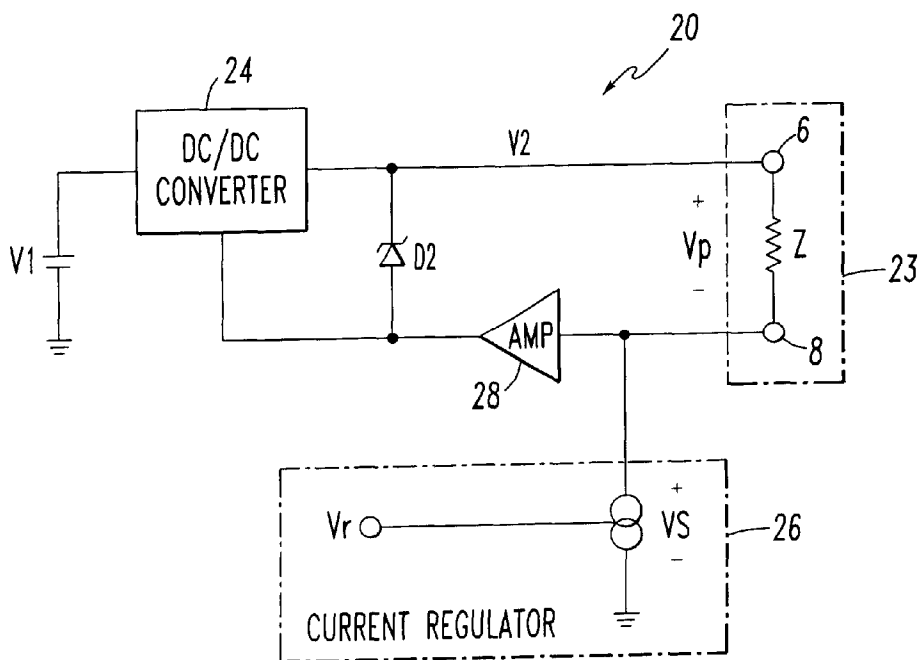 20
24
DC/DC
CONVERTER
V2
6
+
V1
D2
Vp
Z
23
−
AMP
8
28
+
Vr
VS
26
−
CURRENT REGULATOR